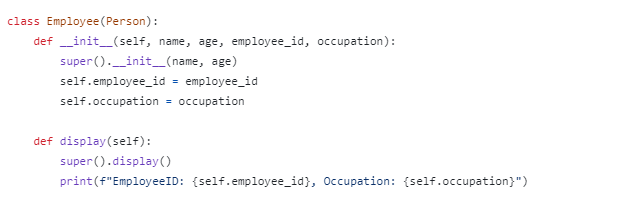 class Employee(Person):
    def __init__(self, name, age, employee_id, occupation):
        super().__init__(name, age)
        self.employee_id = employee_id
        self.occupation = occupation

    def display(self):
        super().display()
        print(f"EmployeeID: {self.employee_id}, Occupation: {self.occupation}")